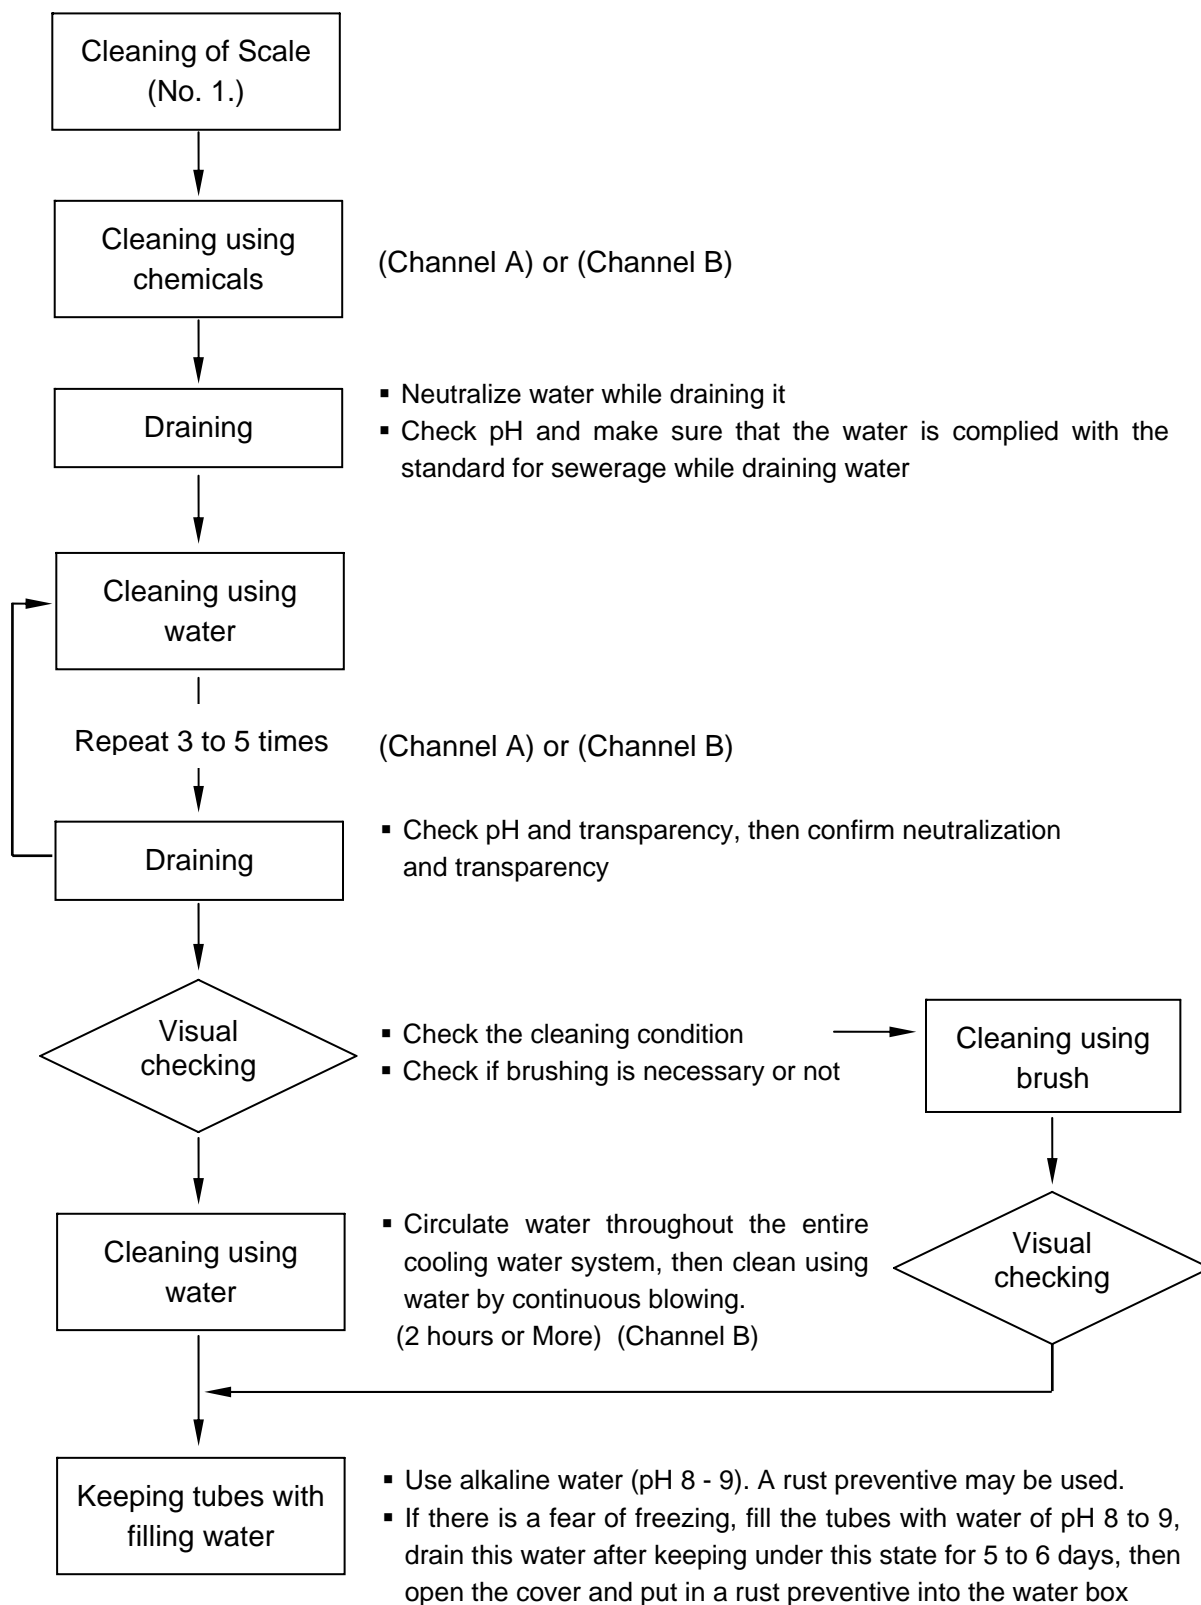 Cleaning of Scale
(No. 1.)
Cleaning using
chemicals
(Channel A) or (Channel B)
Draining
▪ Neutralize water while draining it
▪ Check pH and make sure that the water is complied with the
standard for sewerage while draining water
Cleaning using
water
Repeat 3 to 5 times
(Channel A) or (Channel B)
Draining
▪ Check pH and transparency, then confirm neutralization
and transparency
Visual
checking
▪ Check the cleaning condition
▪ Check if brushing is necessary or not
Cleaning using
brush
Cleaning using
water
▪ Circulate water throughout the entire
cooling water system, then clean using
water by continuous blowing.
(2 hours or More) (Channel B)
Visual
checking
Keeping tubes with
filling water
▪ Use alkaline water (pH 8 - 9). A rust preventive may be used.
▪ If there is a fear of freezing, fill the tubes with water of pH 8 to 9,
drain this water after keeping under this state for 5 to 6 days, then
open the cover and put in a rust preventive into the water box